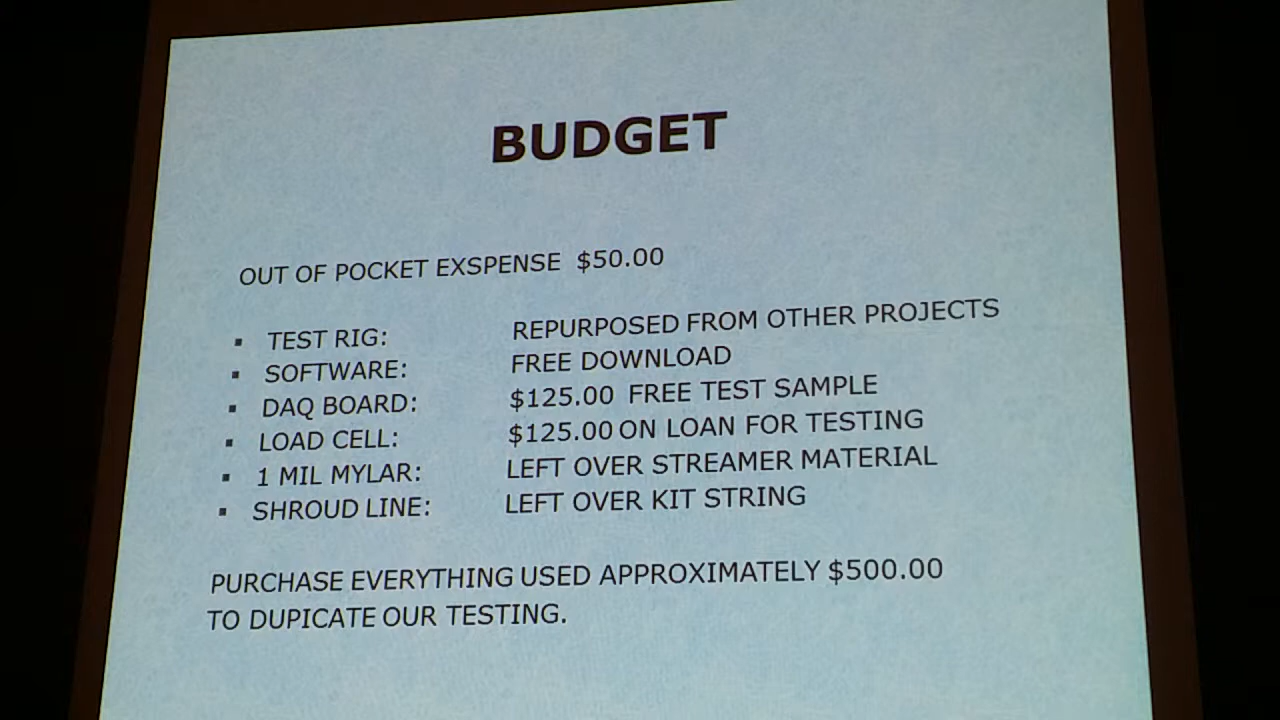 BUDGET
OUT OF POCKET EXSPENSE $50.00
▪ TEST RIG: REPURPOSED FROM OTHER PROJECTS
▪ SOFTWARE: FREE DOWNLOAD
▪ DAQ BOARD: $125.00 FREE TEST SAMPLE
▪ LOAD CELL: $125.00 ON LOAN FOR TESTING
▪ 1 MIL MYLAR: LEFT OVER STREAMER MATERIAL
▪ SHROUD LINE: LEFT OVER KIT STRING
PURCHASE EVERYTHING USED APPROXIMATELY $500.00
TO DUPICATE OUR TESTING.